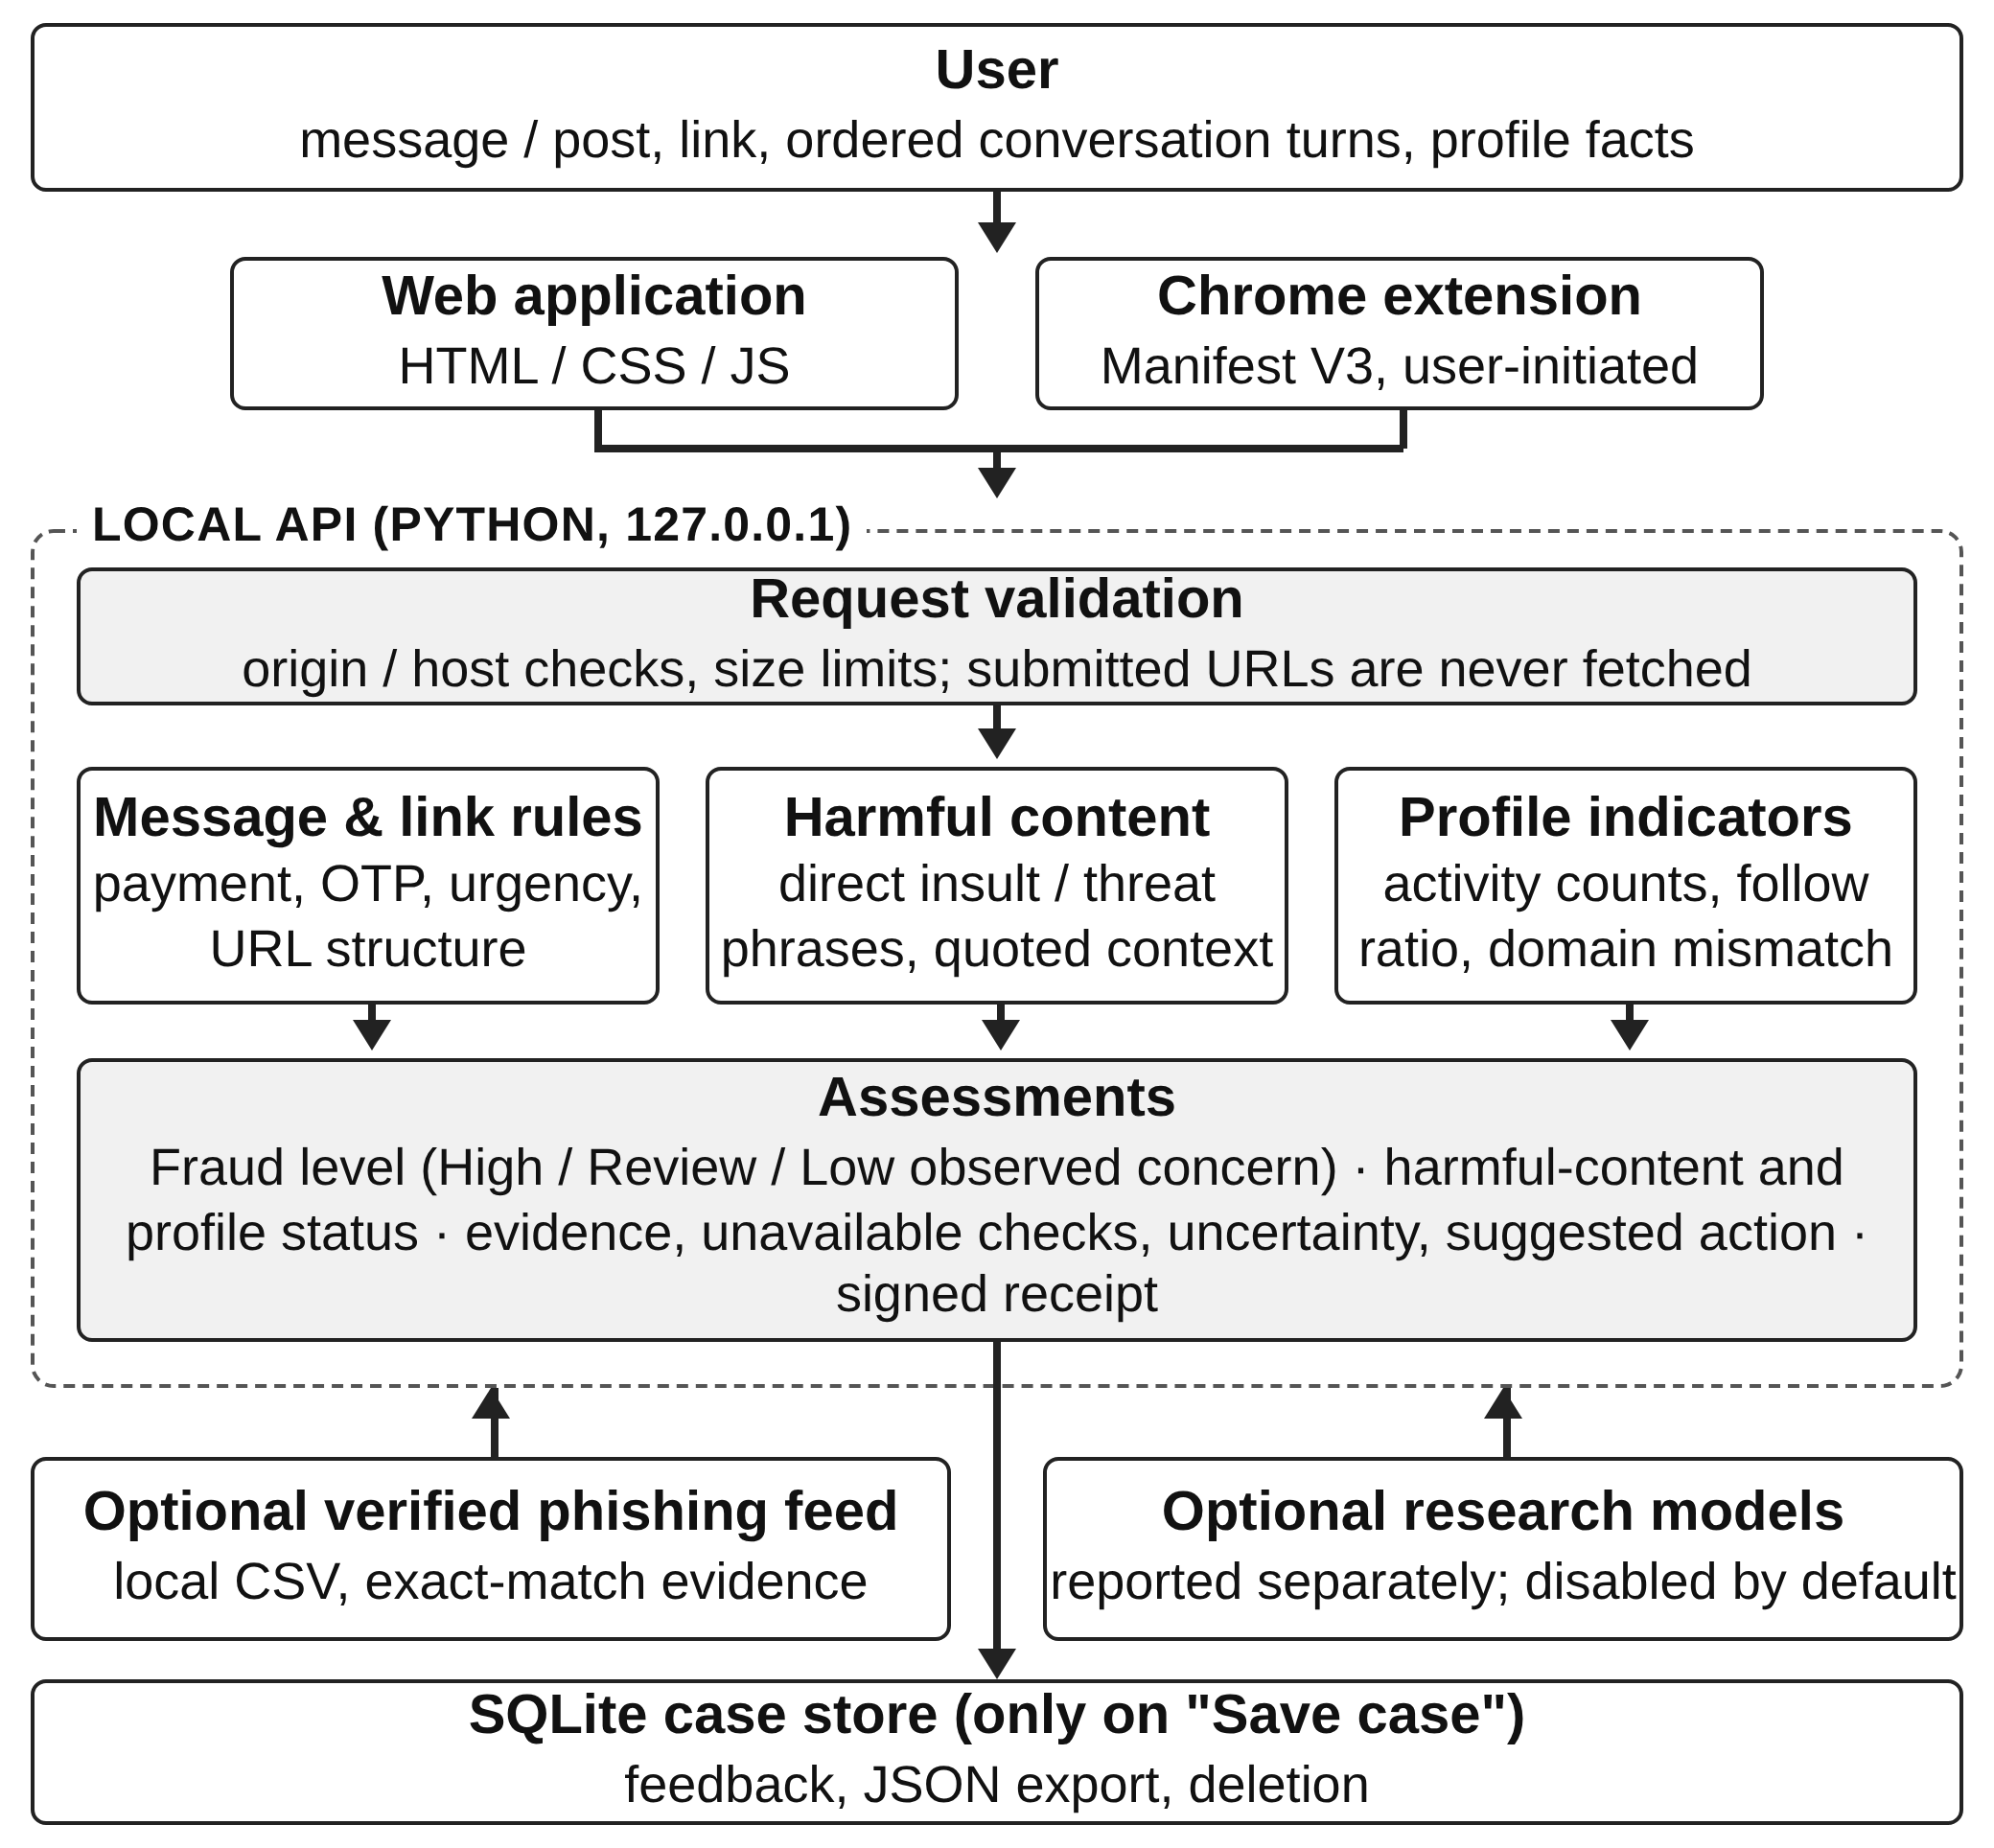 User
message / post, link, ordered conversation turns, profile facts
Web application
HTML / CSS / JS
Chrome extension
Manifest V3, user-initiated
LOCAL API (PYTHON, 127.0.0.1)
Request validation
origin / host checks, size limits; submitted URLs are never fetched
Message & link rules
payment, OTP, urgency,
URL structure
Harmful content
direct insult / threat
phrases, quoted context
Profile indicators
activity counts, follow
ratio, domain mismatch
Assessments
Fraud level (High / Review / Low observed concern) · harmful-content and
profile status · evidence, unavailable checks, uncertainty, suggested action ·
signed receipt
Optional verified phishing feed
local CSV, exact-match evidence
Optional research models
reported separately; disabled by default
SQLite case store (only on "Save case")
feedback, JSON export, deletion